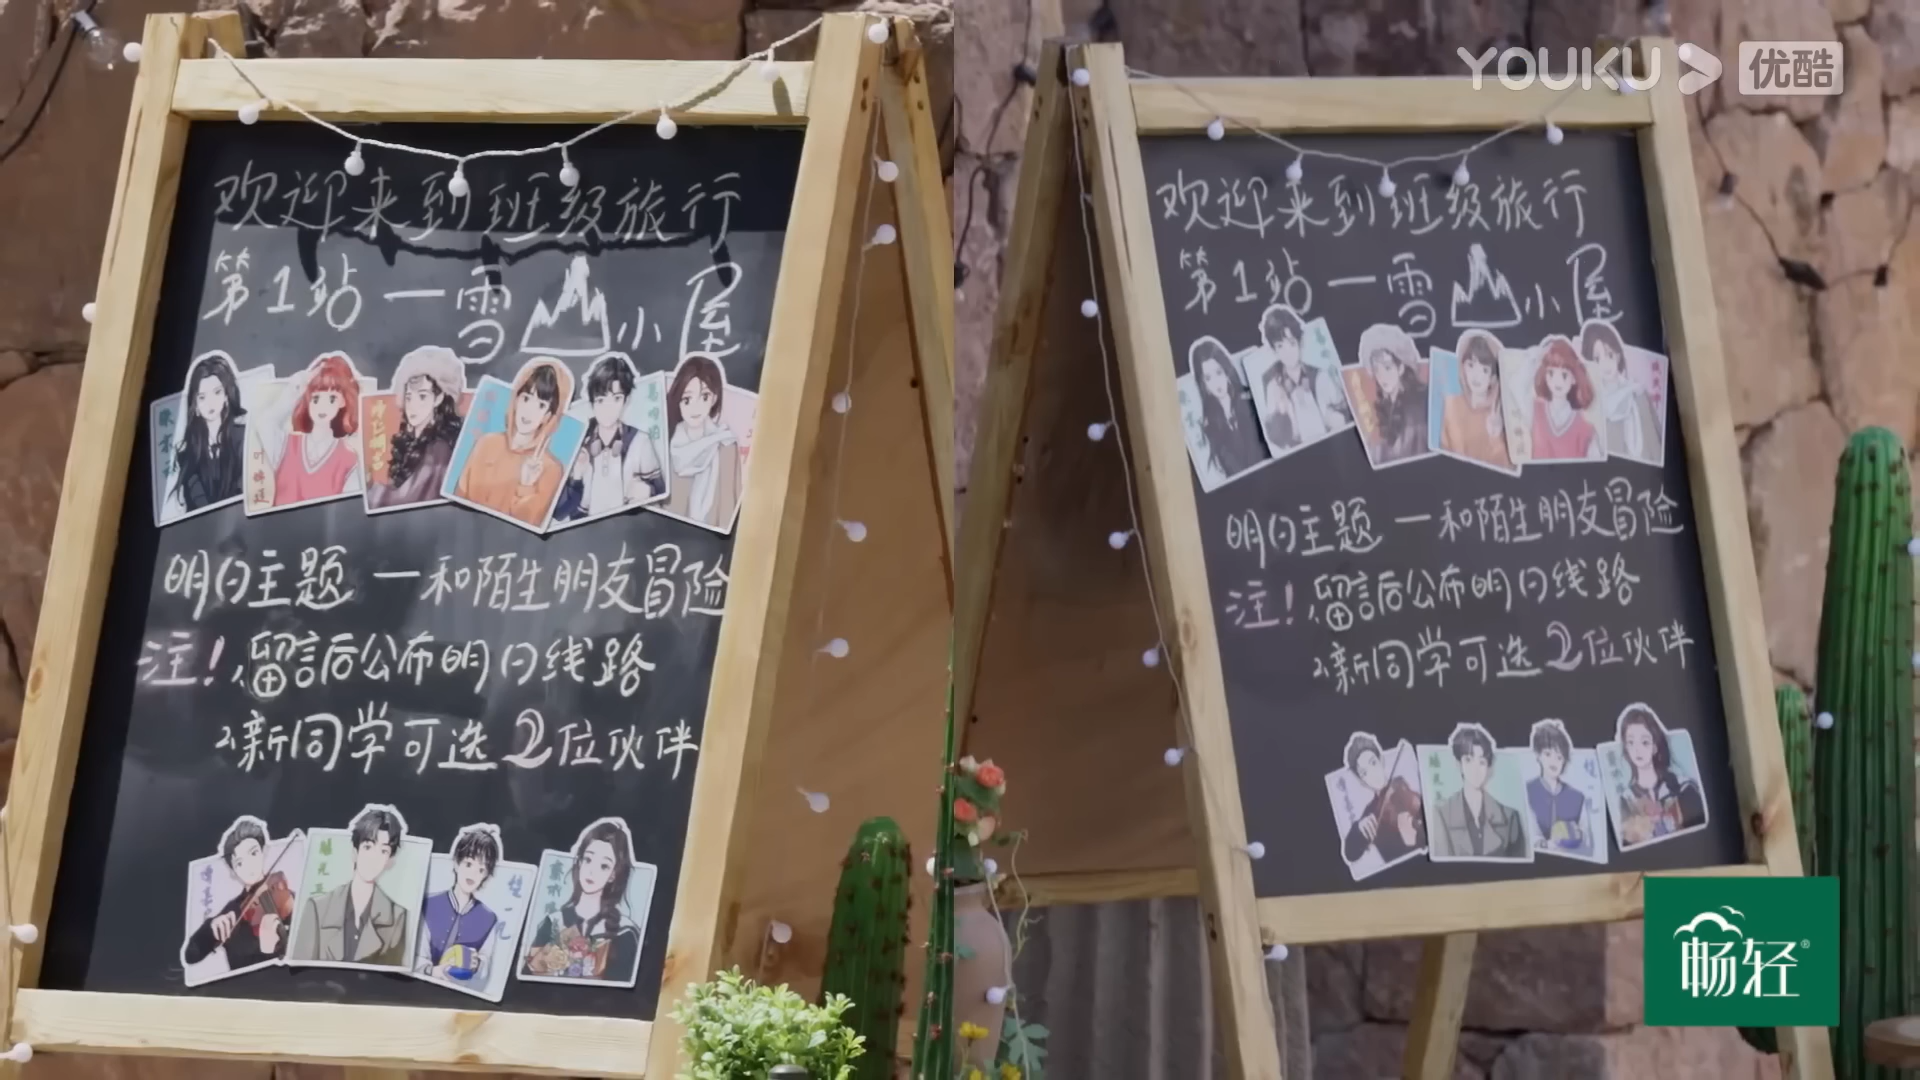 欢迎来到班级旅行
第1站一雪山小屋
明日主题一和陌生朋友冒险
注!
1.留言后公布明日线路
2.新同学可选2位伙伴
YOUKU 优酷
欢迎来到班级旅行
第1站一雪山小屋
明日主题一和陌生朋友冒险
注!
1.留言后公布明日线路
2.新同学可选2位伙伴
畅轻®